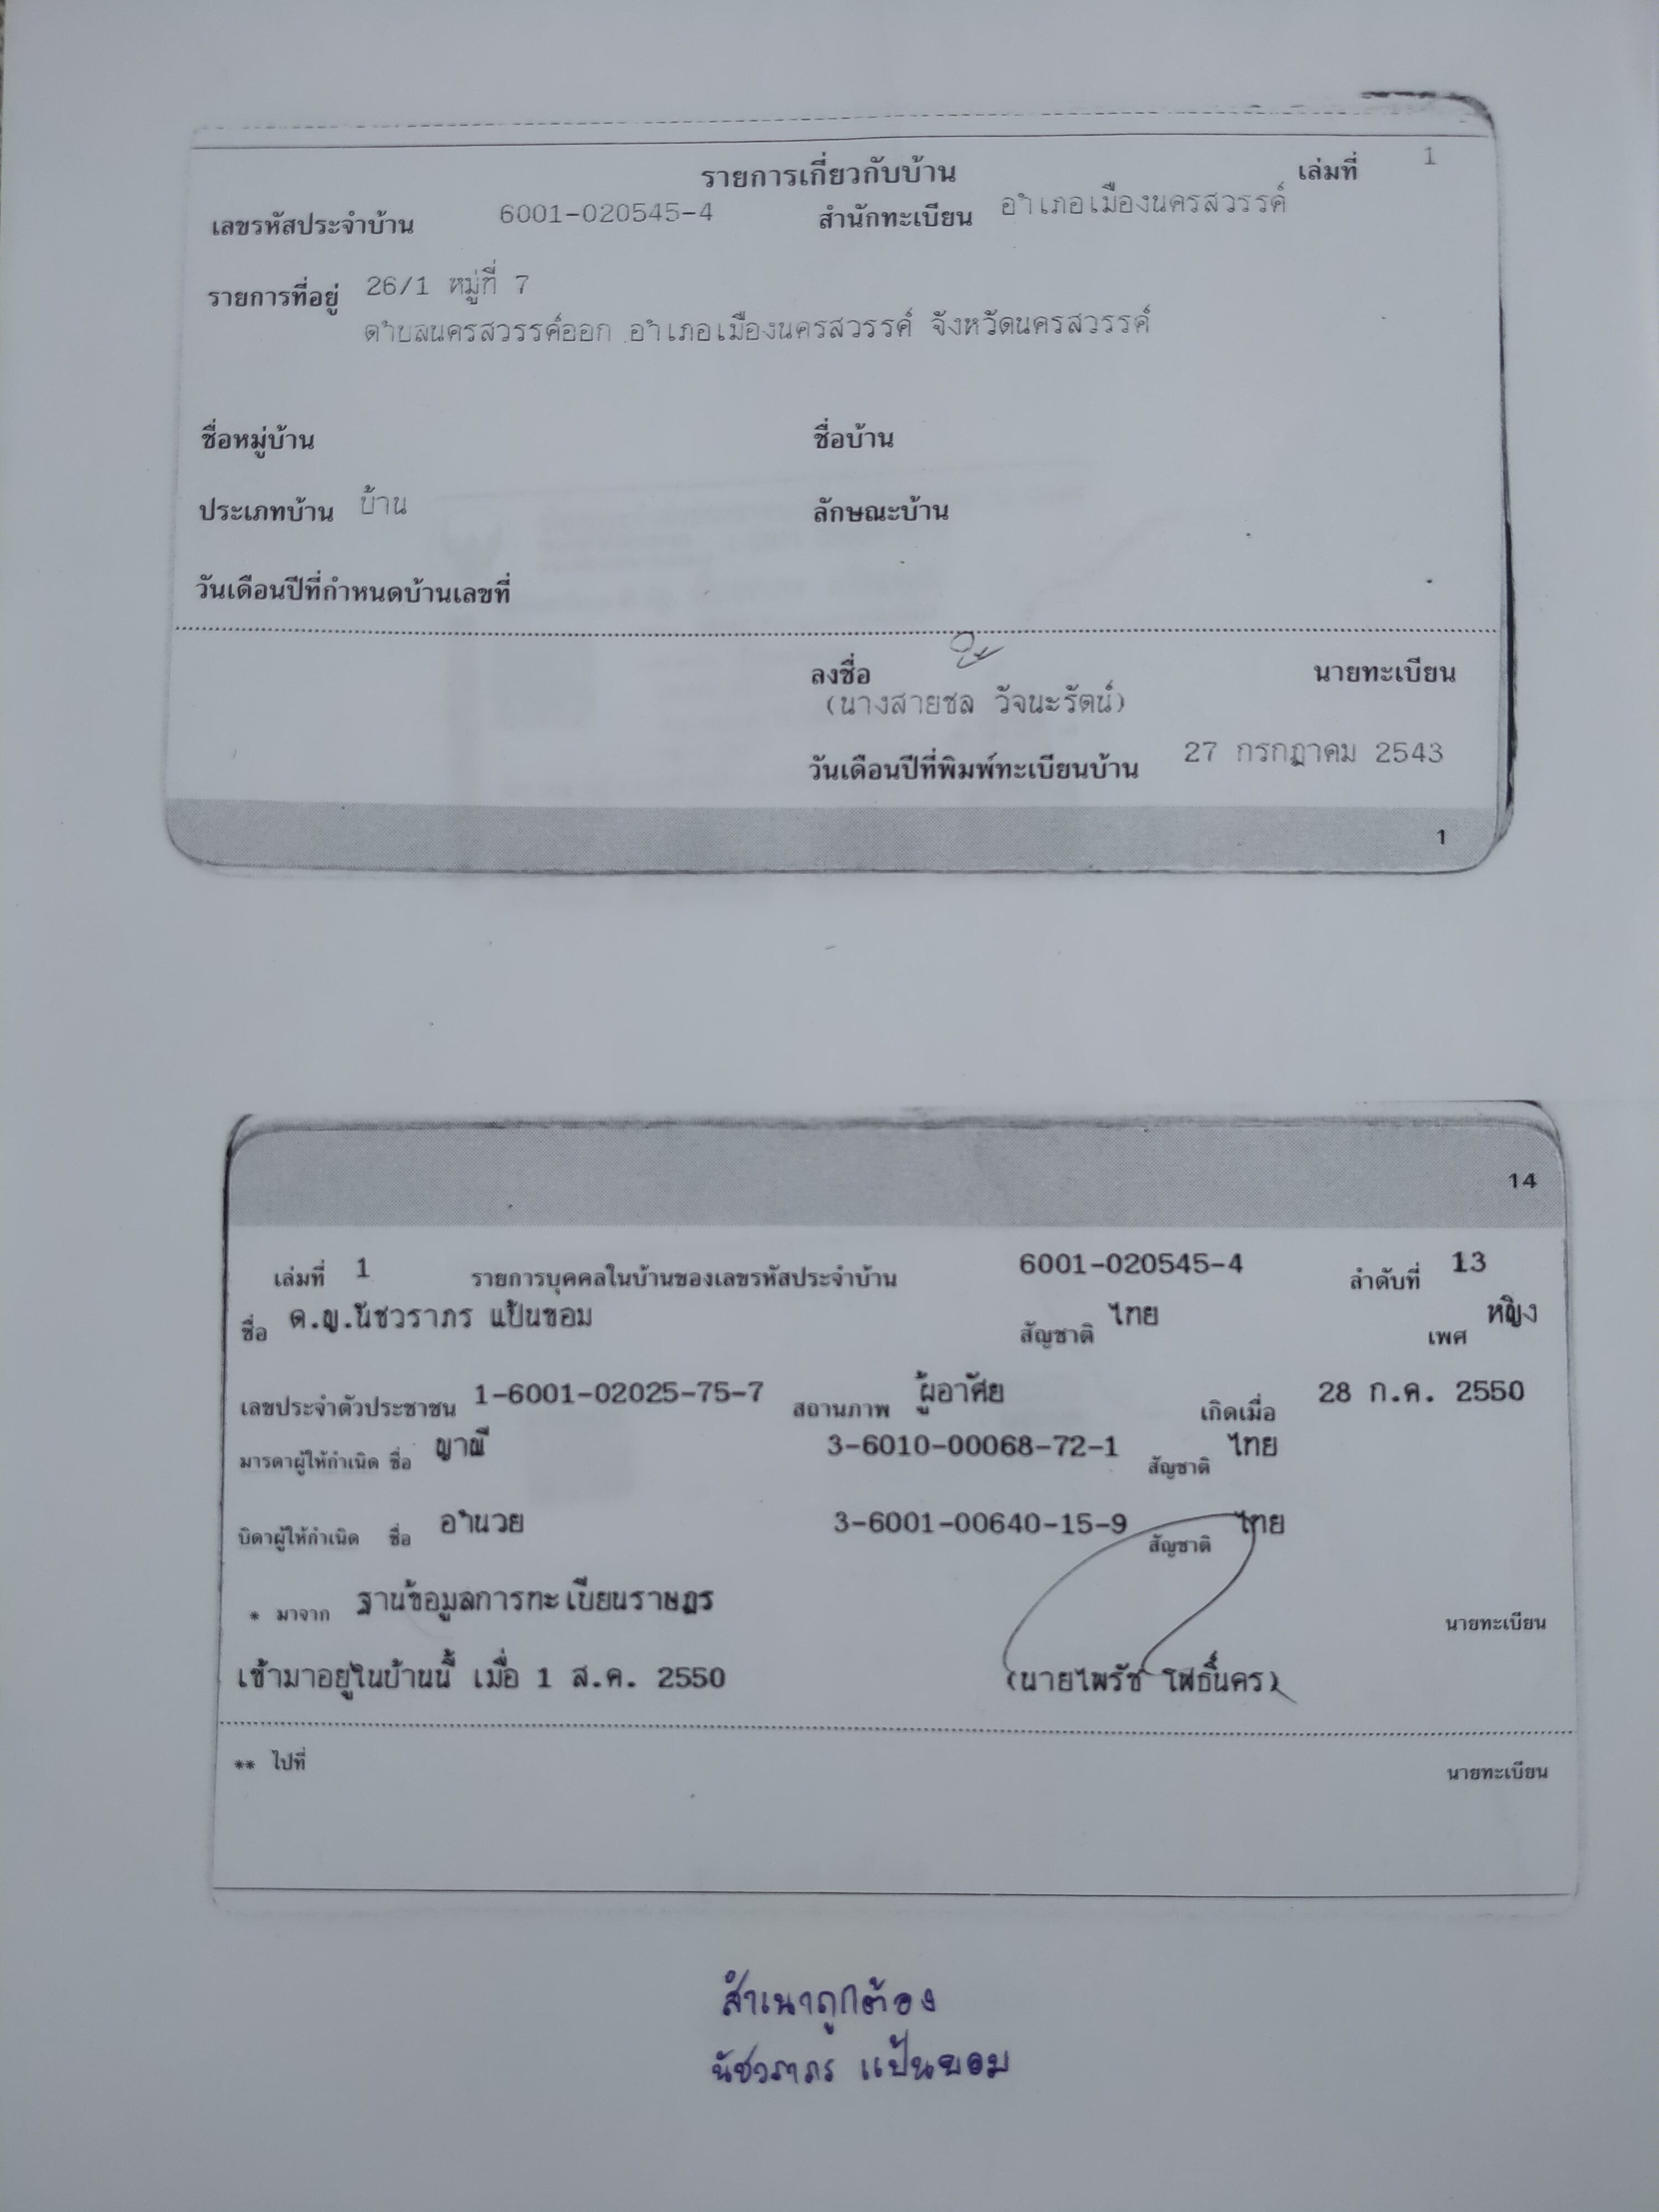 รายการเกี่ยวกับบ้าน เล่มที่ 1
เลขรหัสประจำบ้าน 6001-020545-4 สำนักทะเบียน อำเภอเมืองนครสวรรค์
รายการที่อยู่ 26/1 หมู่ที่ 7
ตำบลนครสวรรค์ออก อำเภอเมืองนครสวรรค์ จังหวัดนครสวรรค์
ชื่อหมู่บ้าน ชื่อบ้าน
ประเภทบ้าน บ้าน ลักษณะบ้าน
วันเดือนปีที่กำหนดบ้านเลขที่
ลงชื่อ นายทะเบียน
(นางสายชล วัจนะรัตน์)
วันเดือนปีที่พิมพ์ทะเบียนบ้าน 27 กรกฎาคม 2543
1
14
เล่มที่ 1 รายการบุคคลในบ้านของเลขรหัสประจำบ้าน 6001-020545-4 ลำดับที่ 13
ชื่อ ด.ญ.นัชวราภร แป้นขอม สัญชาติ ไทย เพศ หญิง
เลขประจำตัวประชาชน 1-6001-02025-75-7 สถานภาพ ผู้อาศัย เกิดเมื่อ 28 ก.ค. 2550
มารดาผู้ให้กำเนิด ชื่อ ญาณี 3-6010-00068-72-1 สัญชาติ ไทย
บิดาผู้ให้กำเนิด ชื่อ อำนวย 3-6001-00640-15-9 สัญชาติ ไทย
* มาจาก ฐานข้อมูลการทะเบียนราษฎร นายทะเบียน
เข้ามาอยู่ในบ้านนี้ เมื่อ 1 ส.ค. 2550 (นายไพรัช โพธิ์นคร)
** ไปที่ นายทะเบียน
สำเนาถูกต้อง
นัชวราภร แป้นขอม